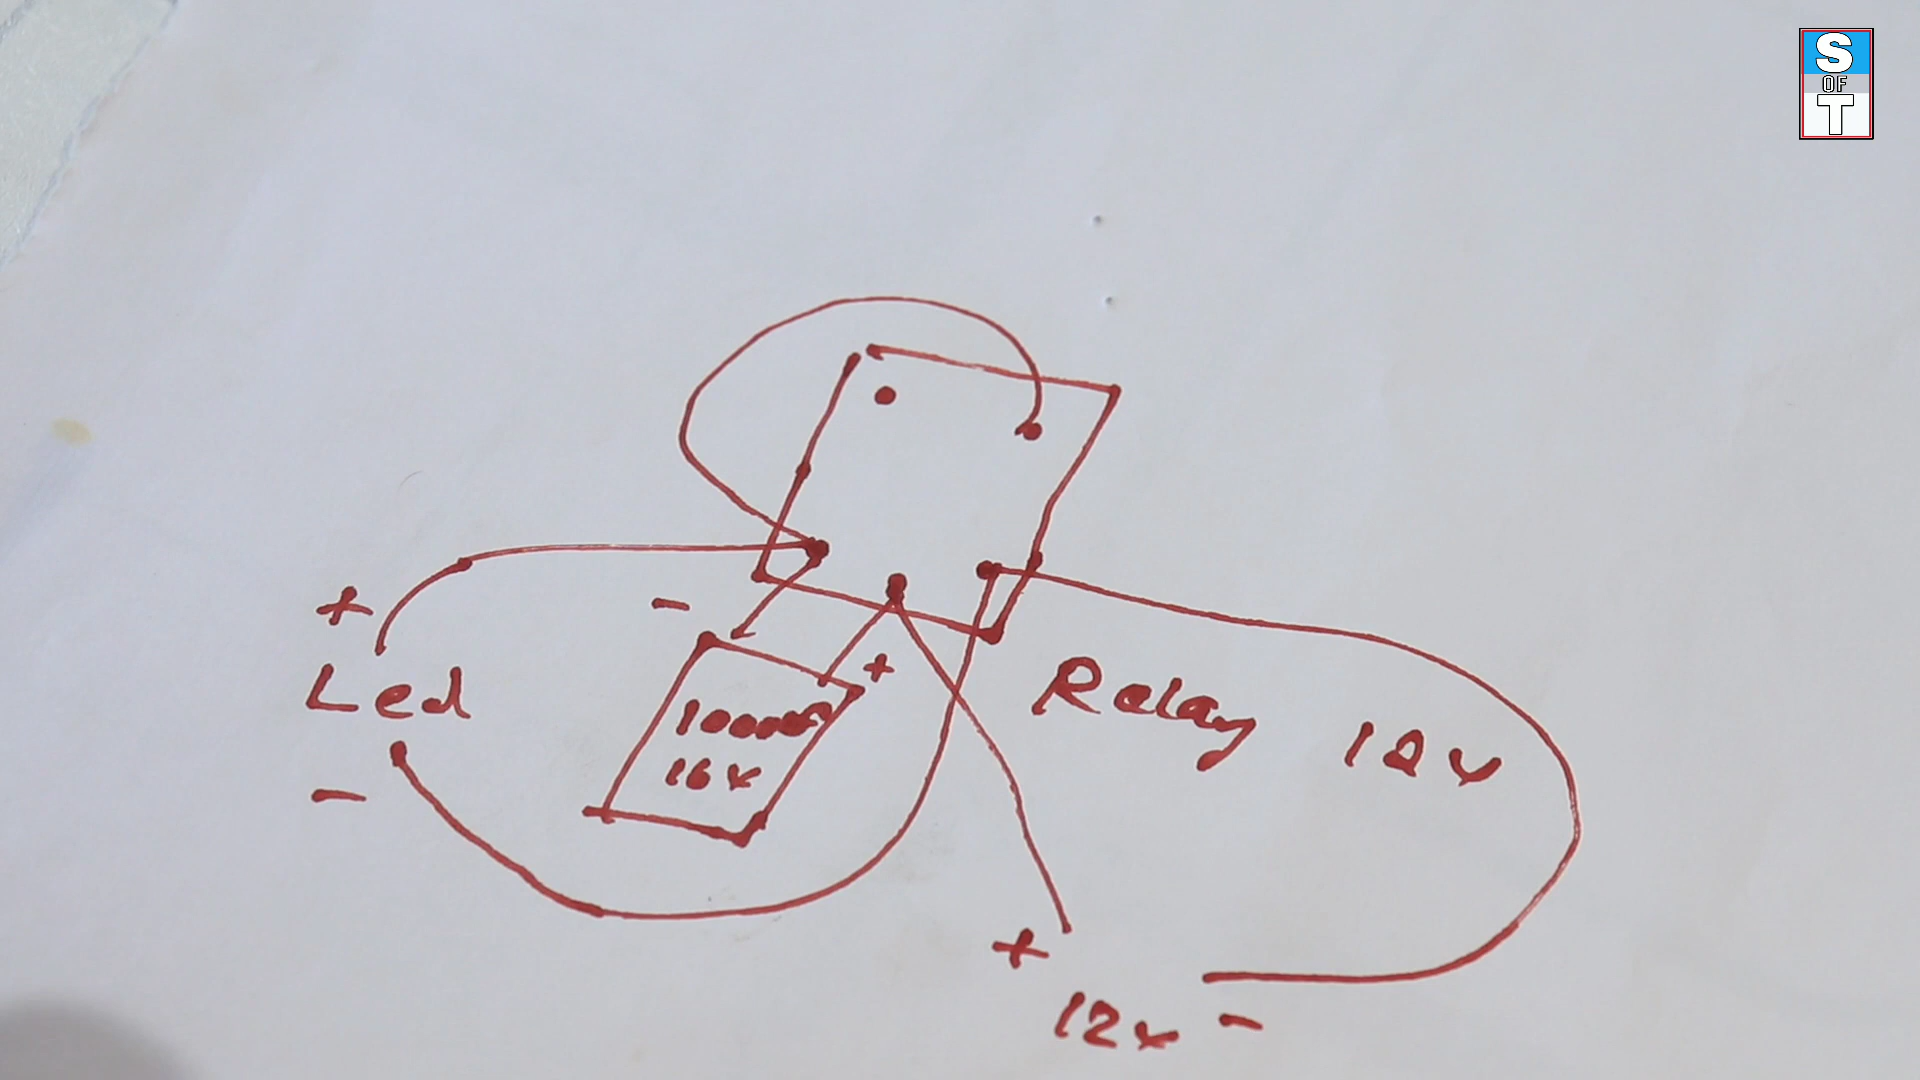 S
OF
T
+
-
Led
+
Relay 12v
16v
-
+
12v -